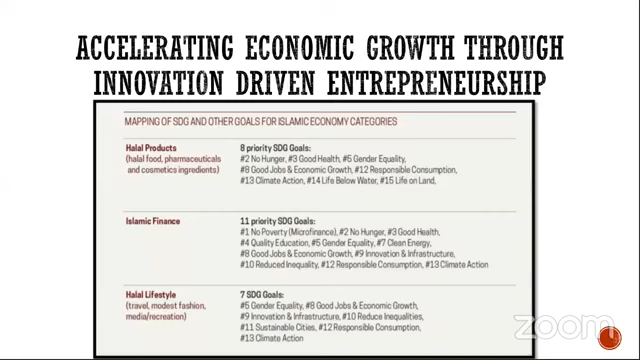 ACCELERATING ECONOMIC GROWTH THROUGH
INNOVATION DRIVEN ENTREPRENEURSHIP
MAPPING OF SDG AND OTHER GOALS FOR ISLAMIC ECONOMY CATEGORIES
Halal Products
(halal food, pharmaceuticals
and cosmetics ingredients)
8 priority SDG Goals:
#2 No Hunger, #3 Good Health, #5 Gender Equality,
#8 Good Jobs & Economic Growth, #12 Responsible Consumption,
#13 Climate Action, #14 Life Below Water, #15 Life on Land,
Islamic Finance
11 priority SDG Goals:
#1 No Poverty (Microfinance), #2 No Hunger, #3 Good Health,
#4 Quality Education, #5 Gender Equality, #7 Clean Energy,
#8 Good Jobs & Economic Growth, #9 Innovation & Infrastructure,
#10 Reduced Inequality, #12 Responsible Consumption, #13 Climate Action
Halal Lifestyle
(travel, modest fashion,
media/recreation)
7 SDG Goals:
#5 Gender Equality, #8 Good Jobs & Economic Growth,
#9 Innovation & Infrastructure, #10 Reduce Inequalities,
#11 Sustainable Cities, #12 Responsible Consumption,
#13 Climate Action
zoom